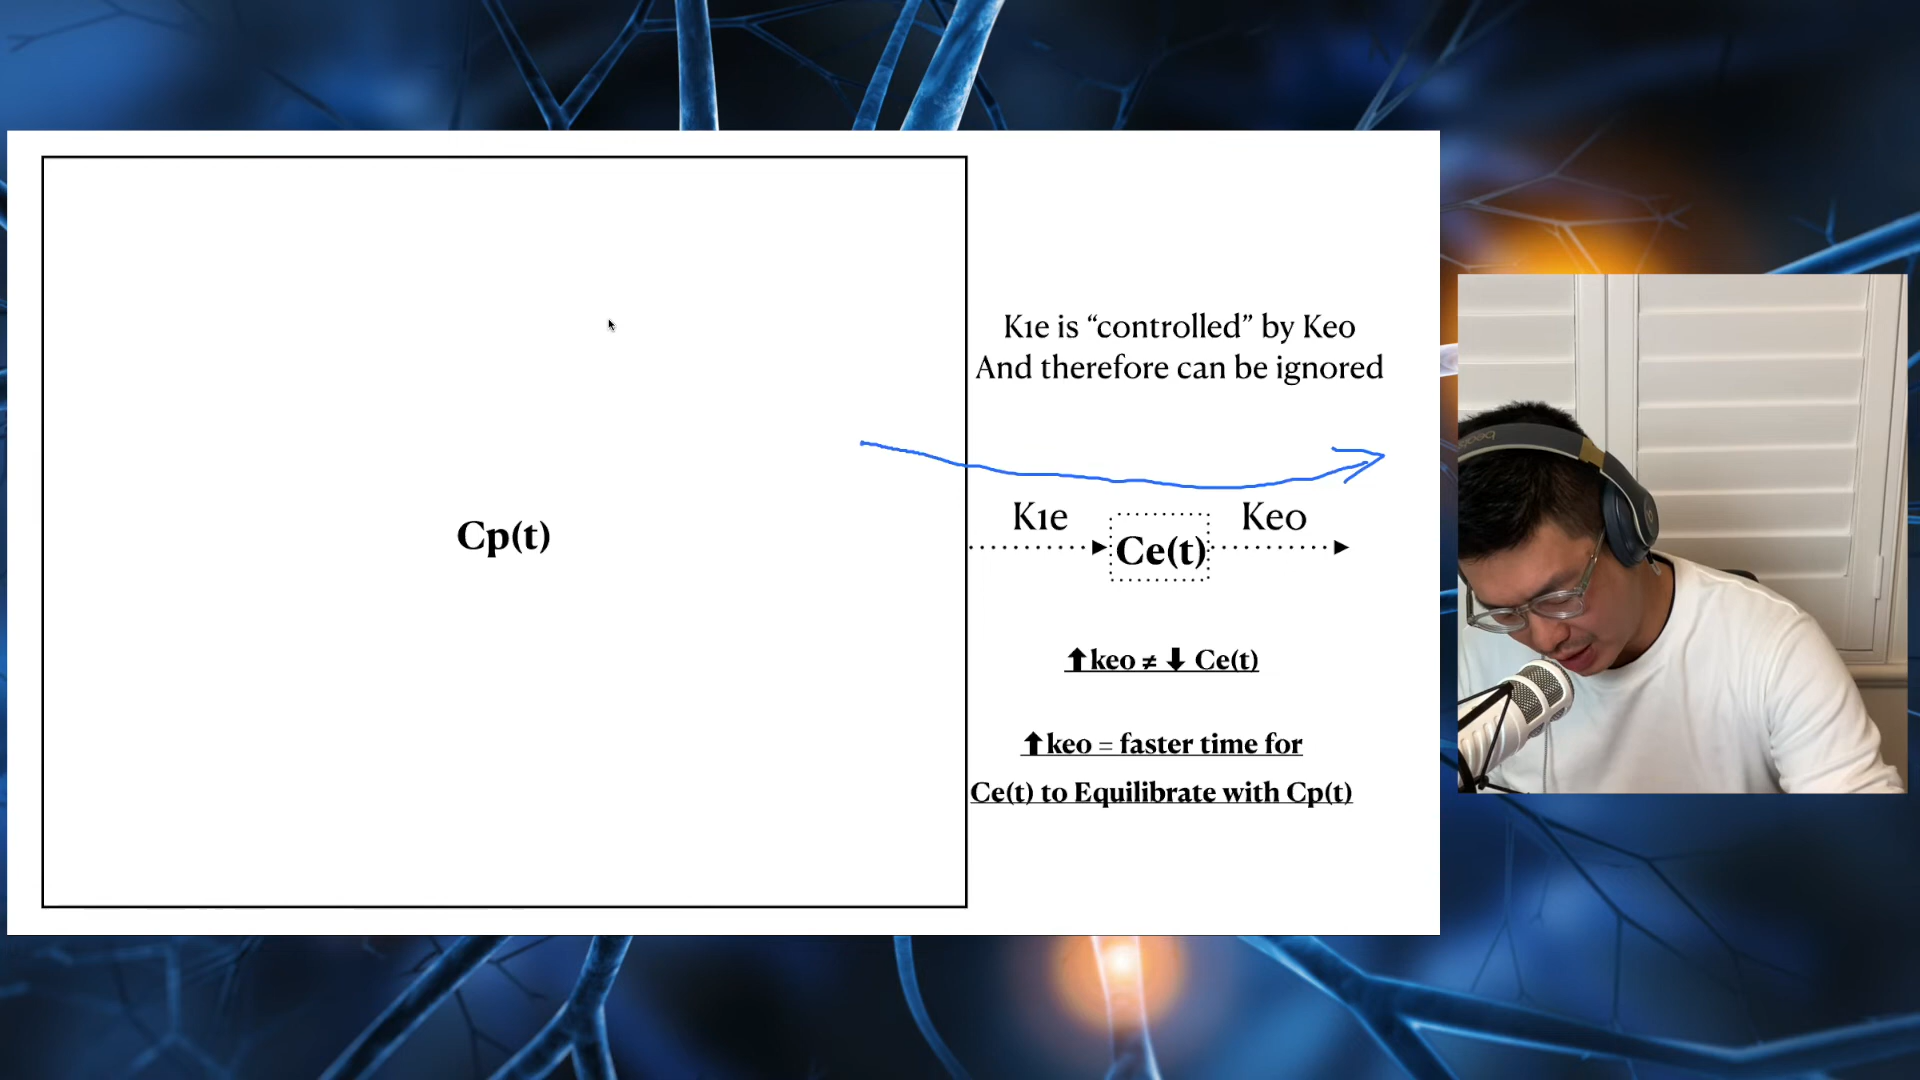 K1e is “controlled” by Keo
And therefore can be ignored
Cp(t)
K1e
Ce(t)
Keo
⬆keo ≠ ⬇ Ce(t)
⬆keo = faster time for
Ce(t) to Equilibrate with Cp(t)
beats